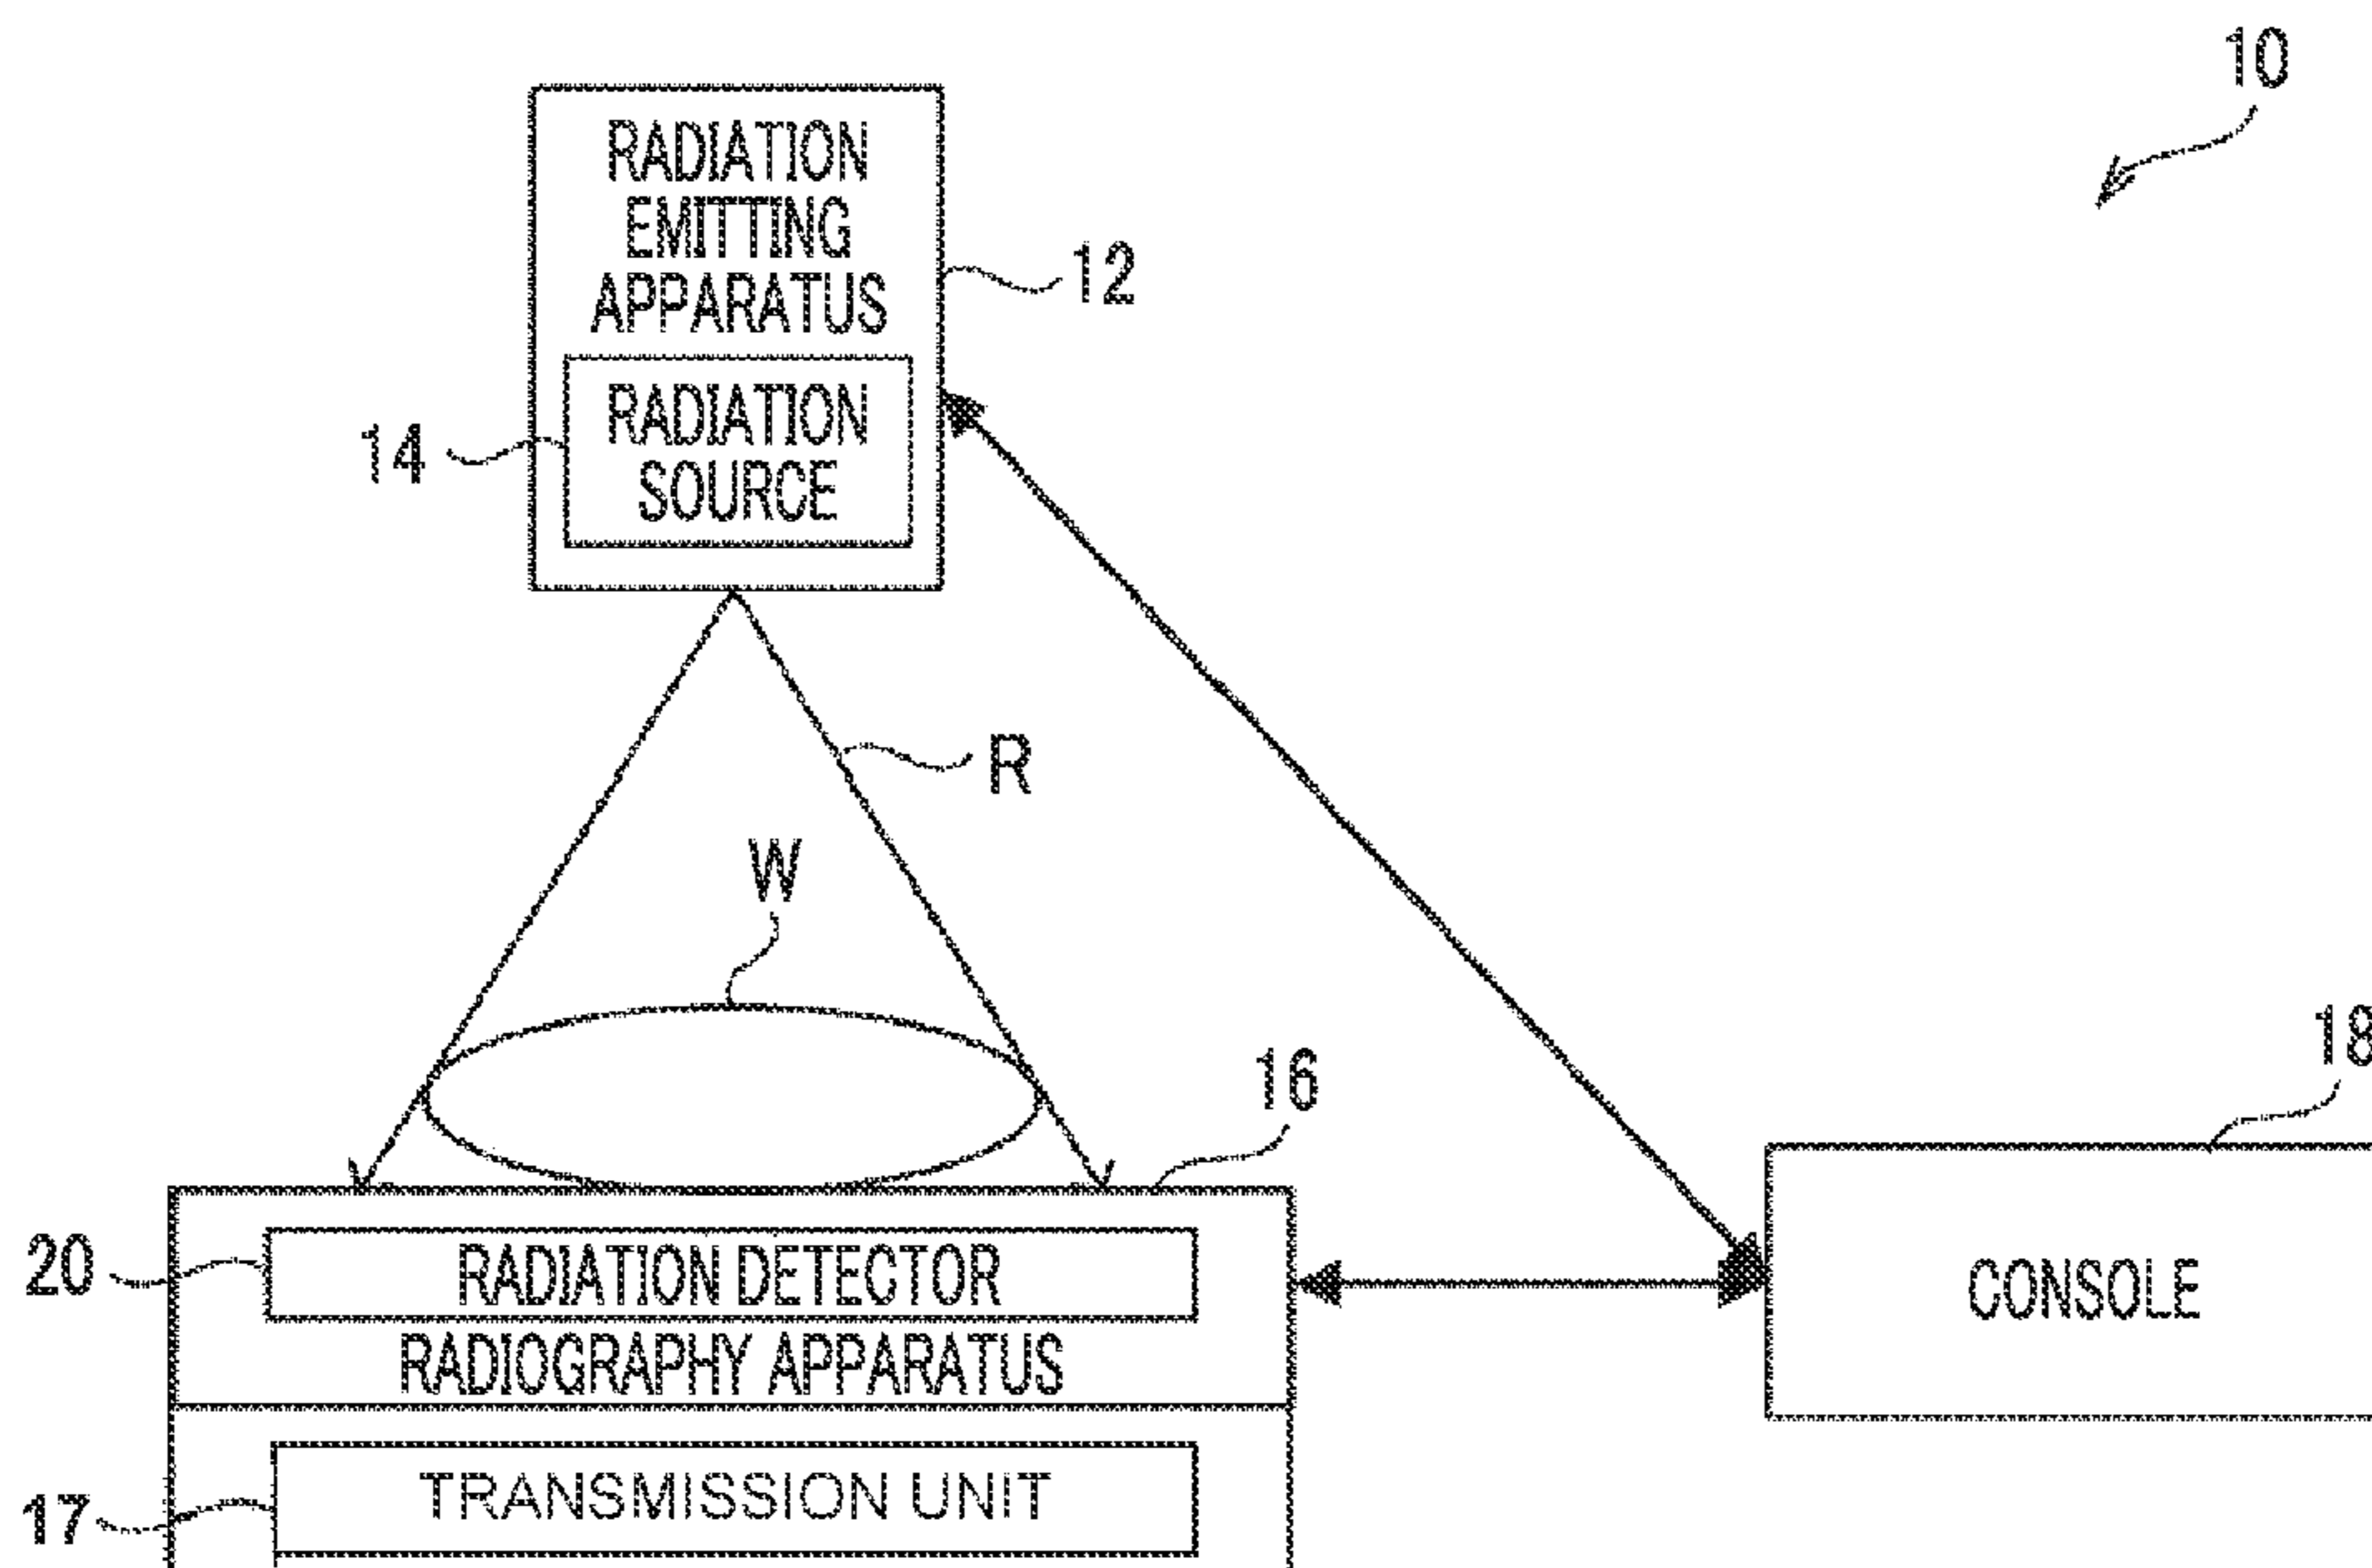 10
RADIATION
EMITTING
APPARATUS
12
RADIATION
SOURCE
14
R
W
16
18
20
RADIATION DETECTOR
CONSOLE
RADIOGRAPHY APPARATUS
17
TRANSMISSION UNIT